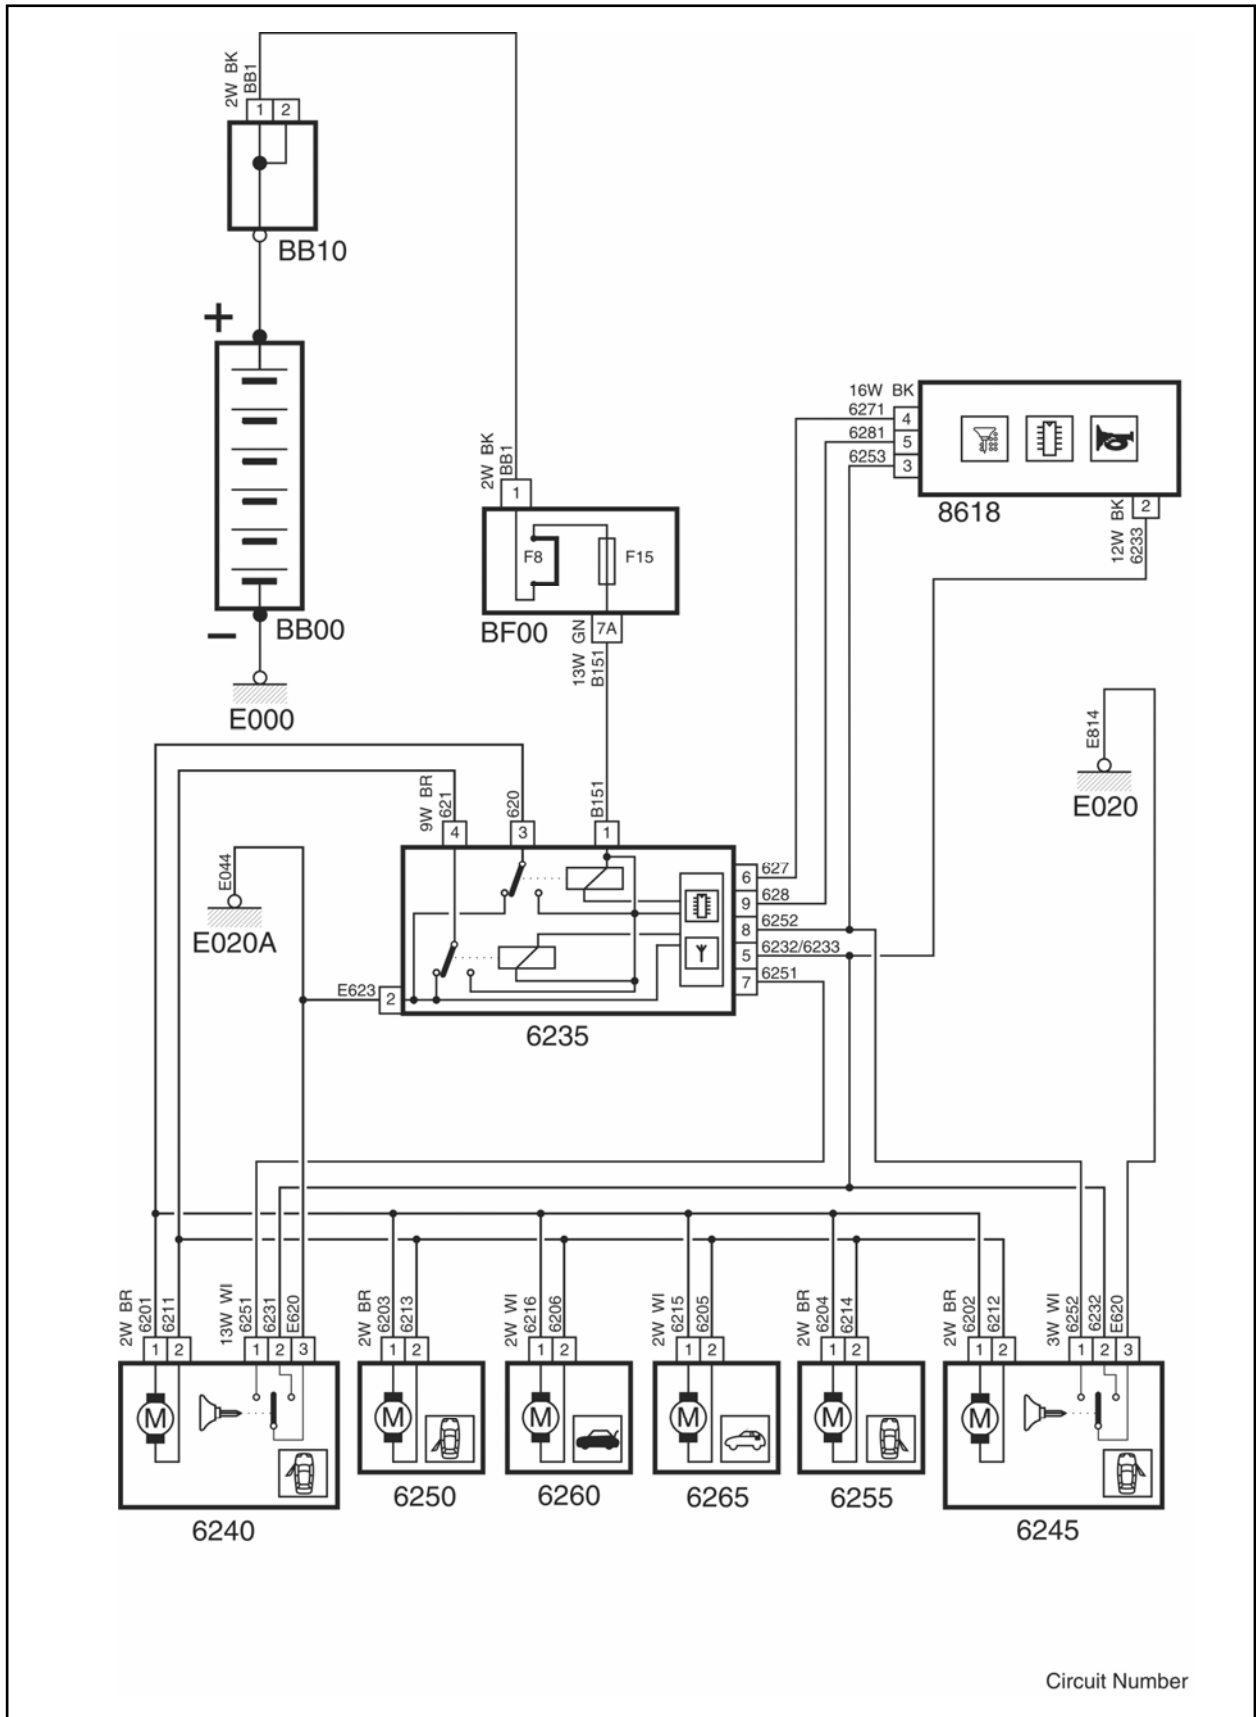 2W BK
BB1
1 2
BB10
+
BB00
−
E000
2W BK
BB1
1
F8
F15
BF00
7A
13W GN
B151
16W BK
6271
4
6281
5
6253
3
8618
2
12W BK
6233
E814
E020
9W BR
621
4
620
3
B151
1
E044
E020A
E623
2
6
627
9
628
8
6252
5
6232/6233
7
6251
6235
2W BR
6201
6211
1 2
13W WI
6251
6231
E620
1 2 3
M
6240
2W BR
6203
6213
1 2
M
6250
2W WI
6216
6206
1 2
M
6260
2W WI
6215
6205
1 2
M
6265
2W BR
6204
6214
1 2
M
6255
2W BR
6202
6212
1 2
3W WI
6252
6232
E620
1 2 3
M
6245
Circuit Number